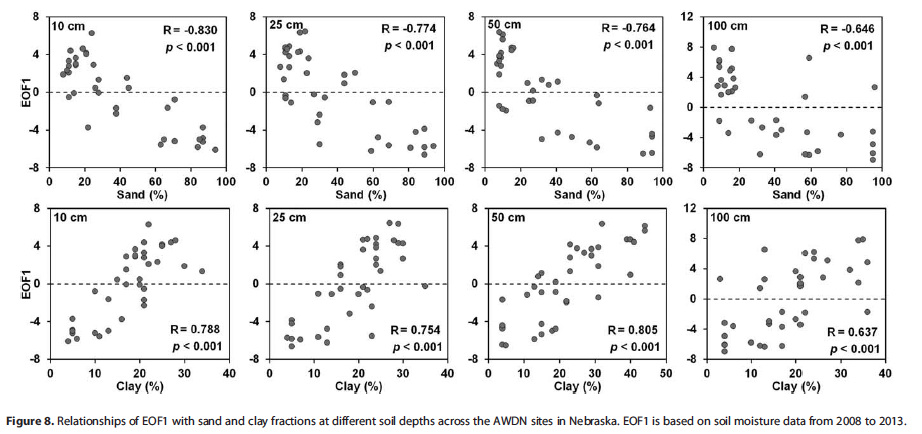 10 cm
R = -0.830
p < 0.001
8
4
0
-4
-8
EOF1
0 20 40 60 80 100
Sand (%)
25 cm
R = -0.774
p < 0.001
8
4
0
-4
-8
0 20 40 60 80 100
Sand (%)
50 cm
R = -0.764
p < 0.001
8
4
0
-4
-8
0 20 40 60 80 100
Sand (%)
100 cm
R = -0.646
p < 0.001
12
8
4
0
-4
-8
0 20 40 60 80 100
Sand (%)
10 cm
8
4
0
-4
-8
EOF1
R = 0.788
p < 0.001
0 10 20 30 40
Clay (%)
25 cm
8
4
0
-4
-8
R = 0.754
p < 0.001
0 10 20 30 40
Clay (%)
50 cm
8
4
0
-4
-8
R = 0.805
p < 0.001
0 10 20 30 40 50
Clay (%)
100 cm
12
8
4
0
-4
-8
R = 0.637
p < 0.001
0 10 20 30 40
Clay (%)
Figure 8. Relationships of EOF1 with sand and clay fractions at different soil depths across the AWDN sites in Nebraska. EOF1 is based on soil moisture data from 2008 to 2013.